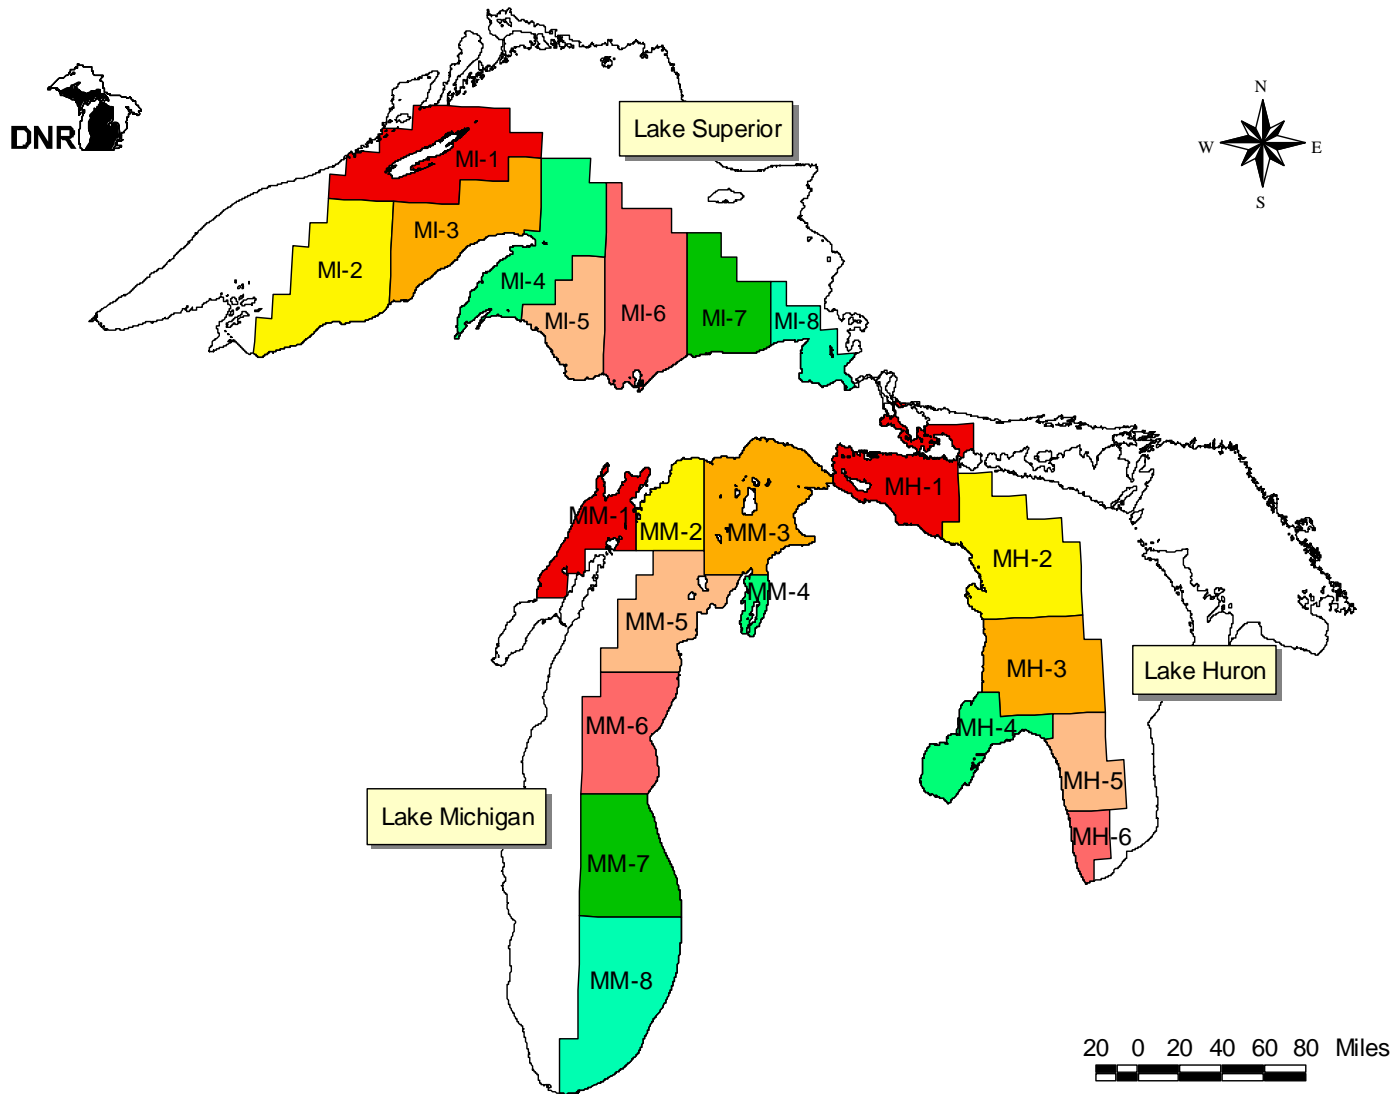 N
Lake Superior
DNR
W E
MI-1
S
MI-3
MI-2
MI-4
MI-5
MI-6
MI-7
MI-8
MH-1
MM-1
MM-2
MM-3
MH-2
MM-4
MM-5
MH-3
Lake Huron
MM-6
MH-4
MH-5
Lake Michigan
MH-6
MM-7
MM-8
20 0 20 40 60 80 Miles